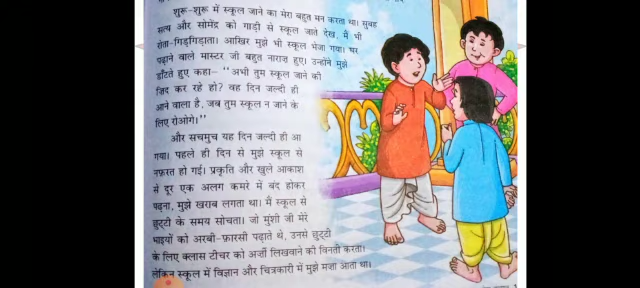 शुरू-शुरू में स्कूल जाने का मेरा बहुत मन करता था। सुबह
सत्य और सोमेंद्र को गाड़ी से स्कूल जाते देख, मैं भी
रोता-गिड़गिड़ाता। आखिर मुझे भी स्कूल भेजा गया। घर
पढ़ाने वाले मास्टर जी बहुत नाराज़ हुए। उन्होंने मुझे
डाँटते हुए कहा– "अभी तुम स्कूल जाने की
ज़िद कर रहे हो? वह दिन जल्दी ही
आने वाला है, जब तुम स्कूल न जाने के
लिए रोओगे।"
और सचमुच यह दिन जल्दी ही आ
गया। पहले ही दिन से मुझे स्कूल से
नफ़रत हो गई। प्रकृति और खुले आकाश
से दूर एक अलग कमरे में बंद होकर
पढ़ना, मुझे खराब लगता था। मैं स्कूल से
छुट्टी के समय सोचता। जो मुंशी जी मेरे
भाइयों को अरबी-फ़ारसी पढ़ाते थे, उनसे छुट्टी
के लिए क्लास टीचर को अर्ज़ी लिखवाने की विनती करता।
लेकिन स्कूल में विज्ञान और चित्रकारी में मुझे मज़ा आता था।